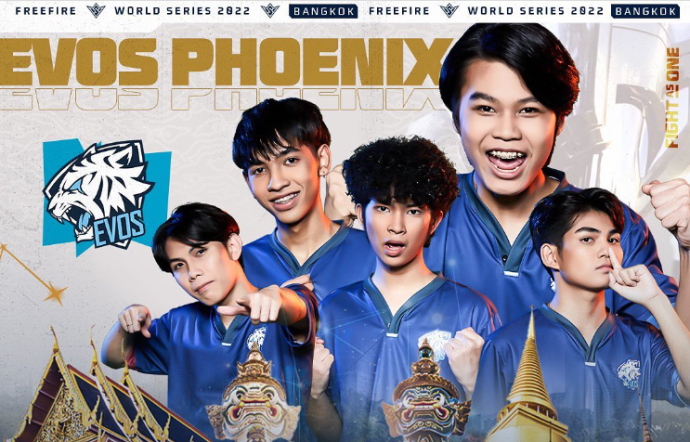 FREEFIRE WORLD SERIES 2022 BANGKOK FREEFIRE WORLD SERIES 2022 BANGKOK
EVOS PHOENIX
EVOS PHOENIX
FIGHT AS ONE
EVOS